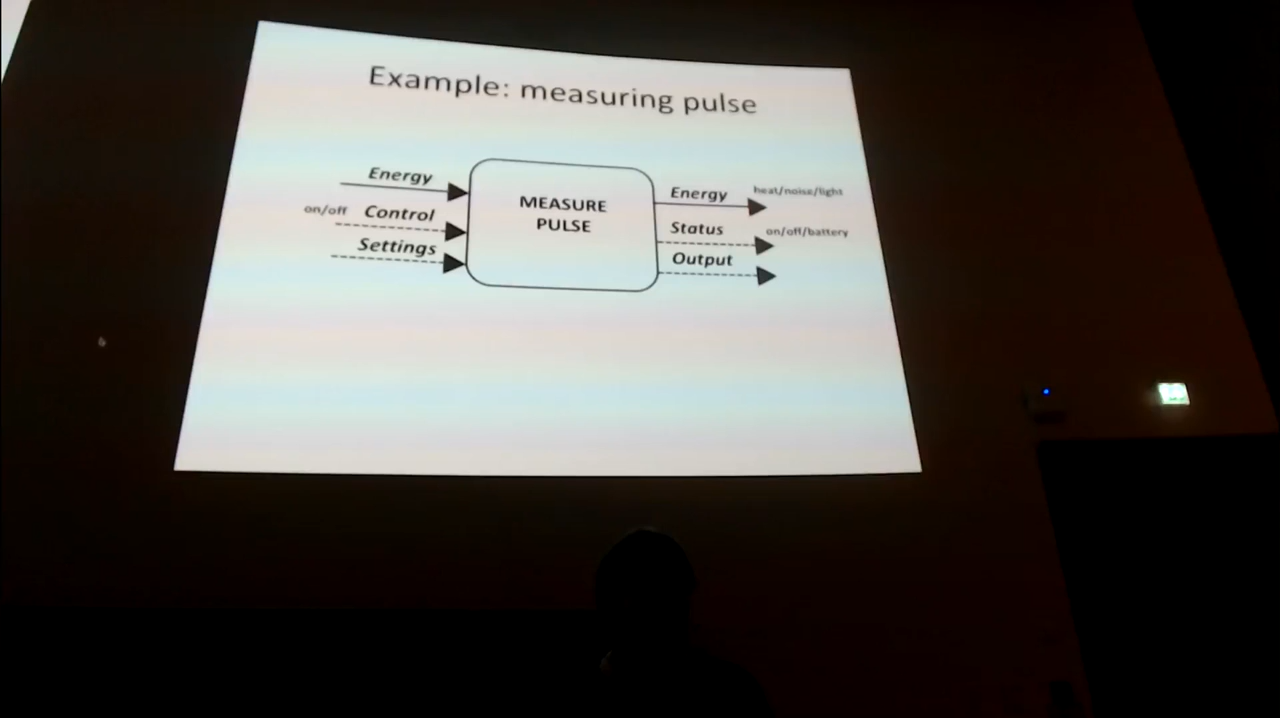 Example: measuring pulse
Energy
on/off Control
Settings
MEASURE
PULSE
Energy heat/noise/light
Status on/off/battery
Output